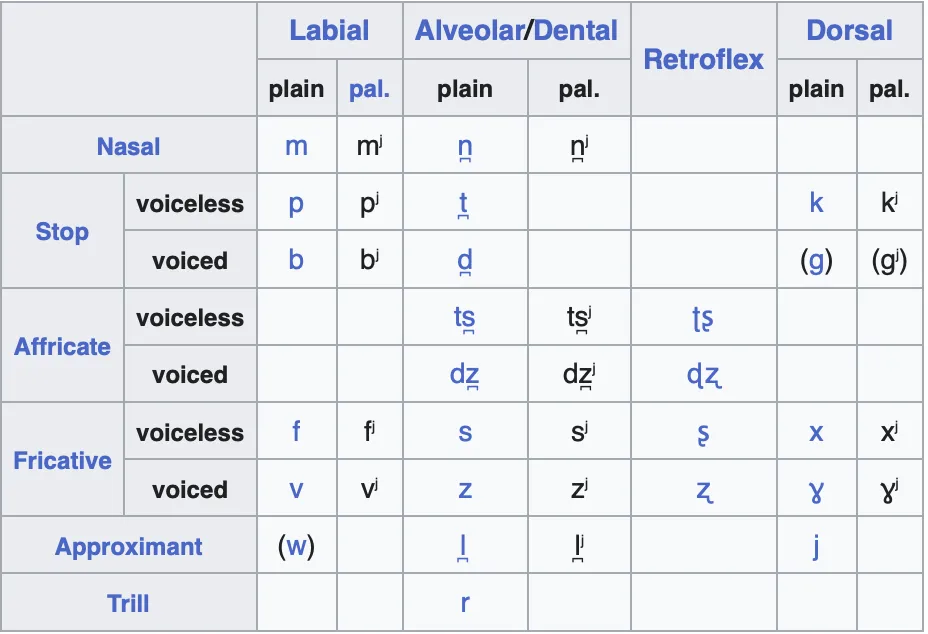 Labial Alveolar/Dental Retroflex Dorsal
plain pal. plain pal. plain pal.
Nasal m mʲ n̪ n̪ʲ
Stop voiceless p pʲ t̪ k kʲ
voiced b bʲ d̪ (ɡ) (ɡʲ)
Affricate voiceless ts̪ ts̪ʲ ʈʂ
voiced dz̪ dz̪ʲ ɖʐ
Fricative voiceless f fʲ s sʲ ʂ x xʲ
voiced v vʲ z zʲ ʐ ɣ ɣʲ
Approximant (w) l̪ l̪ʲ j
Trill r